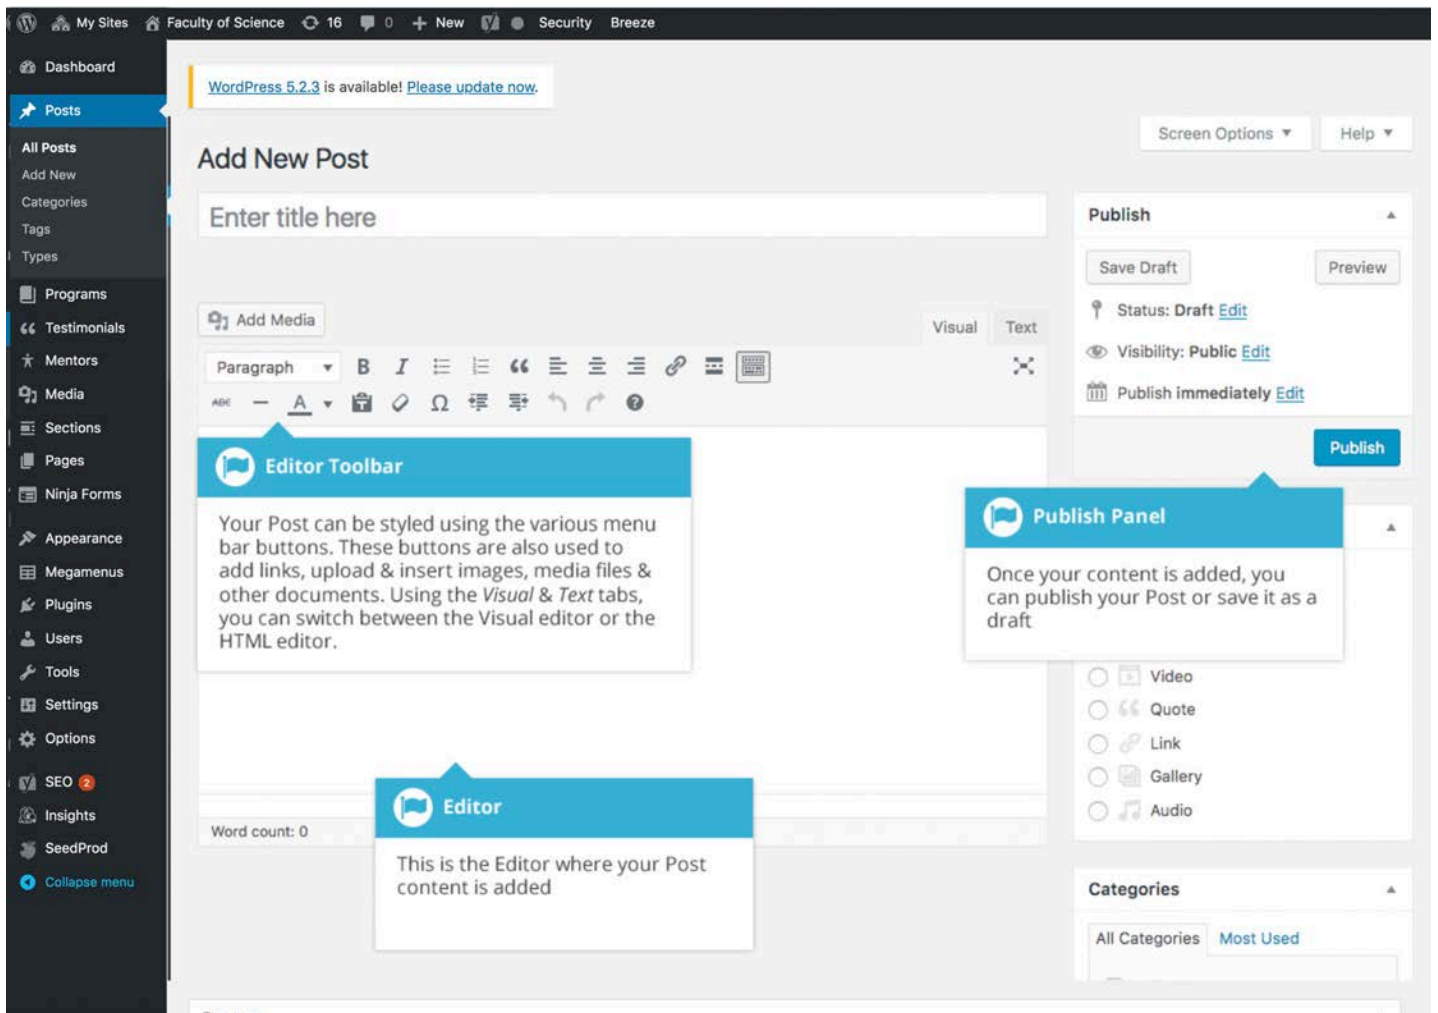 My Sites Faculty of Science 16 0 New Security Breeze
Dashboard
Posts
All Posts
Add New
Categories
Tags
Types
Programs
Testimonials
Mentors
Media
Sections
Pages
Ninja Forms
Appearance
Megamenus
Plugins
Users
Tools
Settings
Options
SEO 2
Insights
SeedProd
Collapse menu
WordPress 5.2.3 is available! Please update now.
Screen Options Help
Add New Post
Enter title here
Add Media
Visual Text
Paragraph B I
ABC A Ω
Editor Toolbar
Your Post can be styled using the various menu
bar buttons. These buttons are also used to
add links, upload & insert images, media files &
other documents. Using the Visual & Text tabs,
you can switch between the Visual editor or the
HTML editor.
Word count: 0
Editor
This is the Editor where your Post
content is added
Publish
Save Draft Preview
Status: Draft Edit
Visibility: Public Edit
Publish immediately Edit
Publish
Publish Panel
Once your content is added, you
can publish your Post or save it as a
draft
Video
Quote
Link
Gallery
Audio
Categories
All Categories Most Used